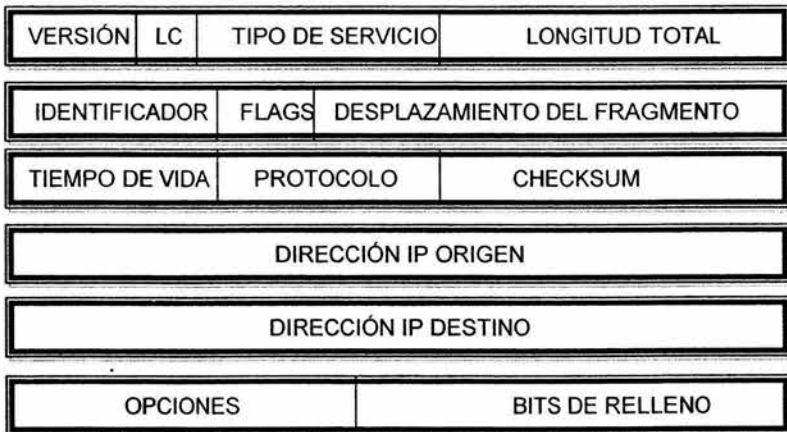 VERSIÓN LC TIPO DE SERVICIO LONGITUD TOTAL
IDENTIFICADOR FLAGS DESPLAZAMIENTO DEL FRAGMENTO
TIEMPO DE VIDA PROTOCOLO CHECKSUM
DIRECCIÓN IP ORIGEN
DIRECCIÓN IP DESTINO
OPCIONES BITS DE RELLENO